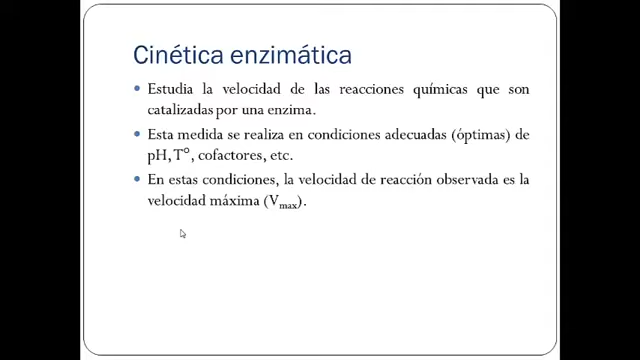 Cinética enzimática
• Estudia la velocidad de las reacciones químicas que son
catalizadas por una enzima.
• Esta medida se realiza en condiciones adecuadas (óptimas) de
pH, T°, cofactores, etc.
• En estas condiciones, la velocidad de reacción observada es la
velocidad máxima (Vmax).